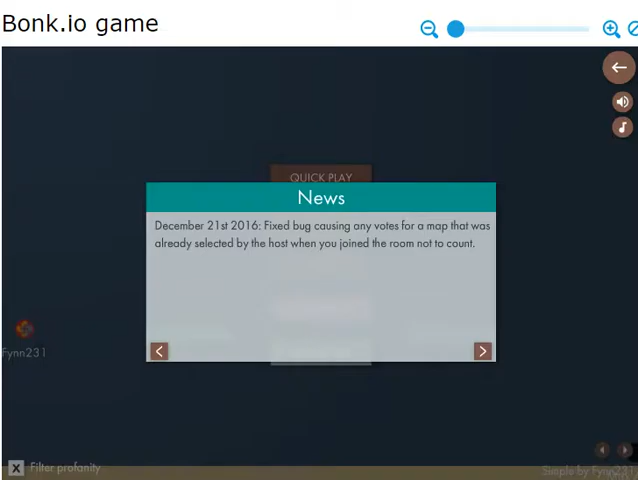 Bonk.io game
QUICK PLAY
News
December 21st 2016: Fixed bug causing any votes for a map that was
already selected by the host when you joined the room not to count.
Fynn231
X Filter profanity
Simple by Fynn231